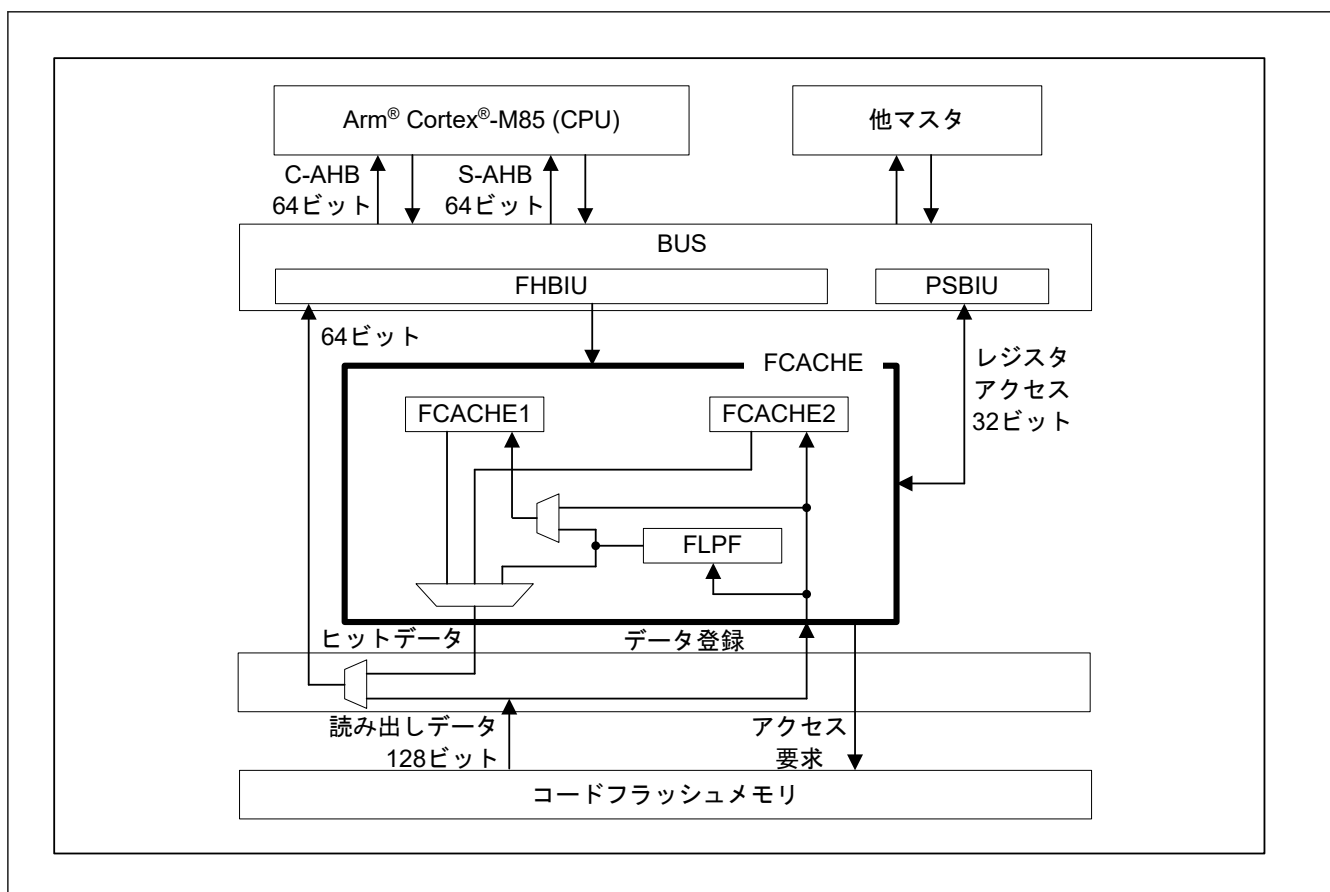 Arm® Cortex®-M85 (CPU)
他マスタ
C-AHB
64ビット
S-AHB
64ビット
BUS
FHBIU
PSBIU
64ビット
FCACHE
レジスタ
アクセス
32ビット
FCACHE1
FCACHE2
FLPF
ヒットデータ
データ登録
読み出しデータ
128ビット
アクセス
要求
コードフラッシュメモリ